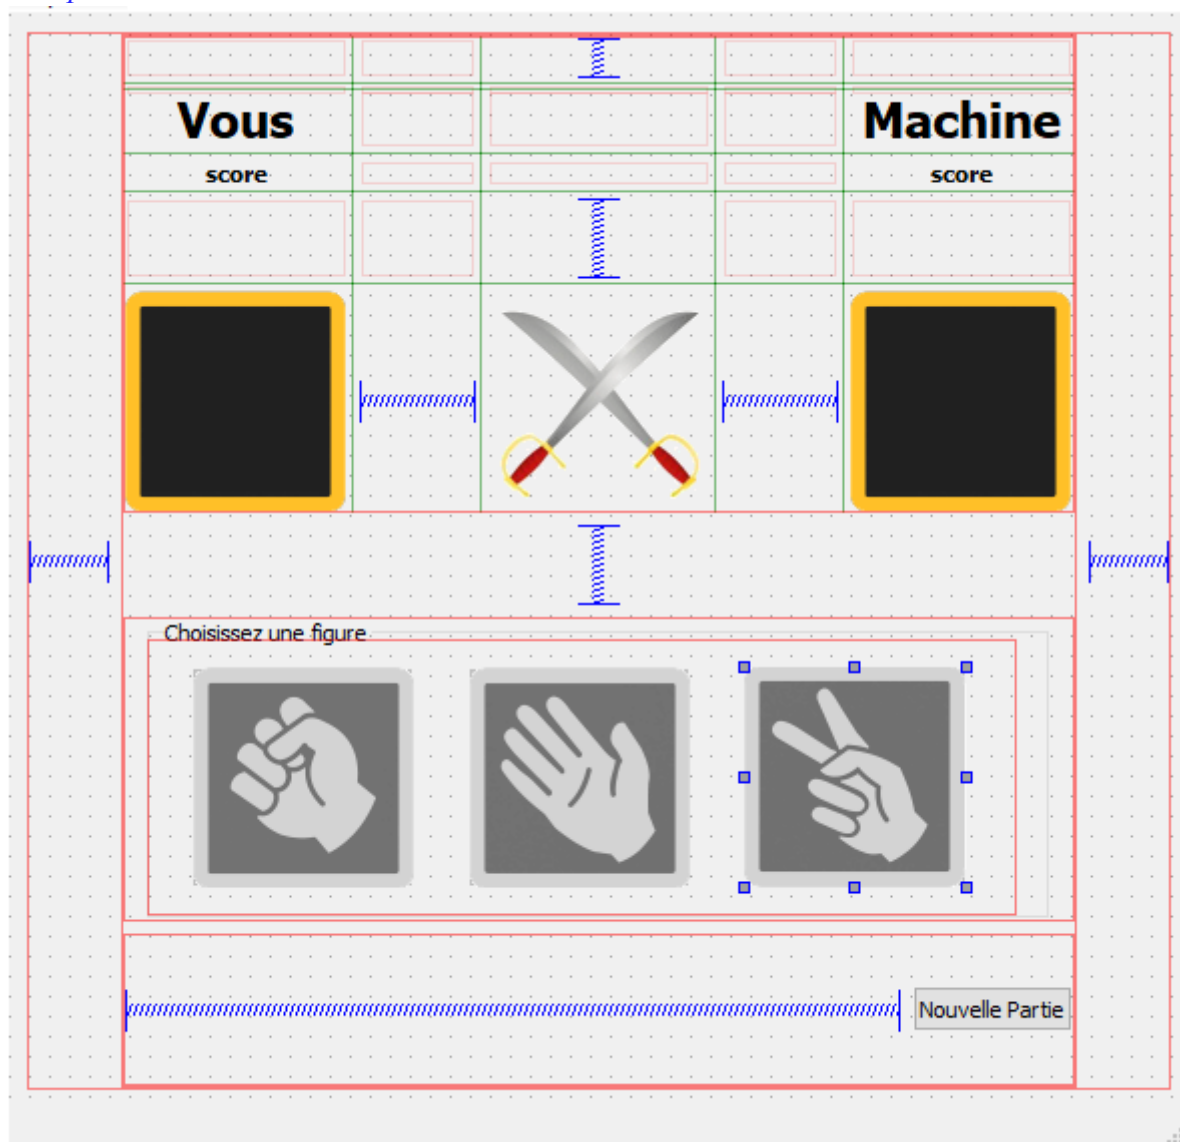 Vous
Machine
score
score
Choisissez une figure
Nouvelle Partie